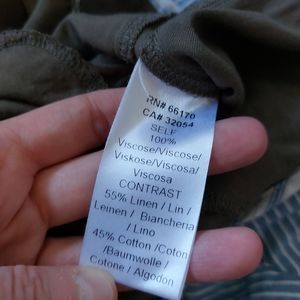 RN# 66170
CA# 32054
SELF
100%
Viscose/Viscose/
Viskose/Viscosa/
Viscosa
CONTRAST
55% Linen / Lin /
Leinen / Biancheria
/ Lino
45% Cotton /Coton
/Baumwolle /
Cotone / Algodon